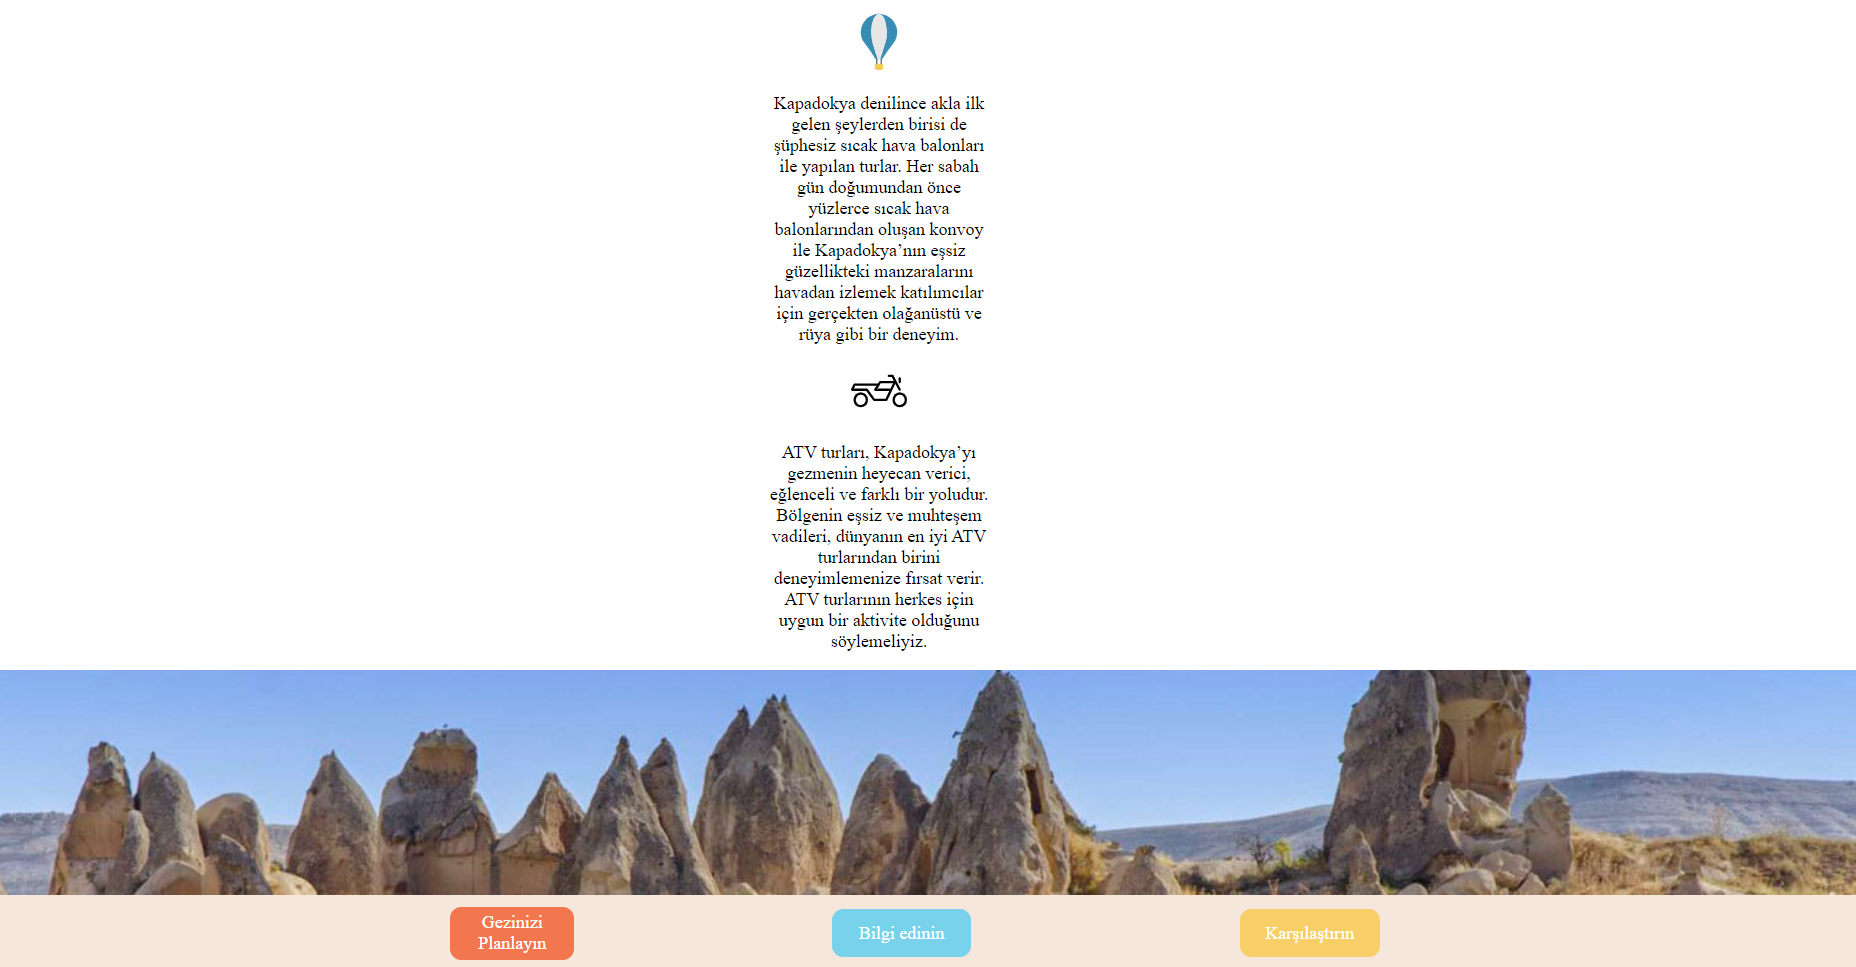 Kapadokya denilince akla ilk
gelen şeylerden birisi de
şüphesiz sıcak hava balonları
ile yapılan turlar. Her sabah
gün doğumundan önce
yüzlerce sıcak hava
balonlarından oluşan konvoy
ile Kapadokya’nın eşsiz
güzellikteki manzaralarını
havadan izlemek katılımcılar
için gerçekten olağanüstü ve
rüya gibi bir deneyim.
ATV turları, Kapadokya’yı
gezmenin heyecan verici,
eğlenceli ve farklı bir yoludur.
Bölgenin eşsiz ve muhteşem
vadileri, dünyanın en iyi ATV
turlarından birini
deneyimlemenize fırsat verir.
ATV turlarının herkes için
uygun bir aktivite olduğunu
söylemeliyiz.
Gezinizi
Planlayın
Bilgi edinin
Karşılaştırın